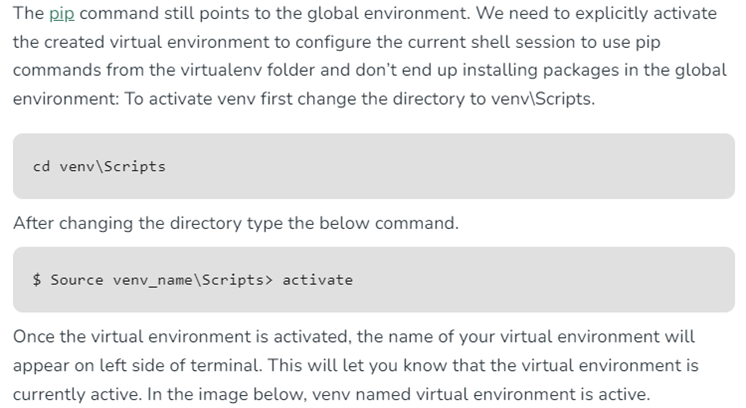 The pip command still points to the global environment. We need to explicitly activate
the created virtual environment to configure the current shell session to use pip
commands from the virtualenv folder and don't end up installing packages in the global
environment: To activate venv first change the directory to venv\Scripts.
cd venv\Scripts
After changing the directory type the below command.
$ Source venv_name\Scripts> activate
Once the virtual environment is activated, the name of your virtual environment will
appear on left side of terminal. This will let you know that the virtual environment is
currently active. In the image below, venv named virtual environment is active.